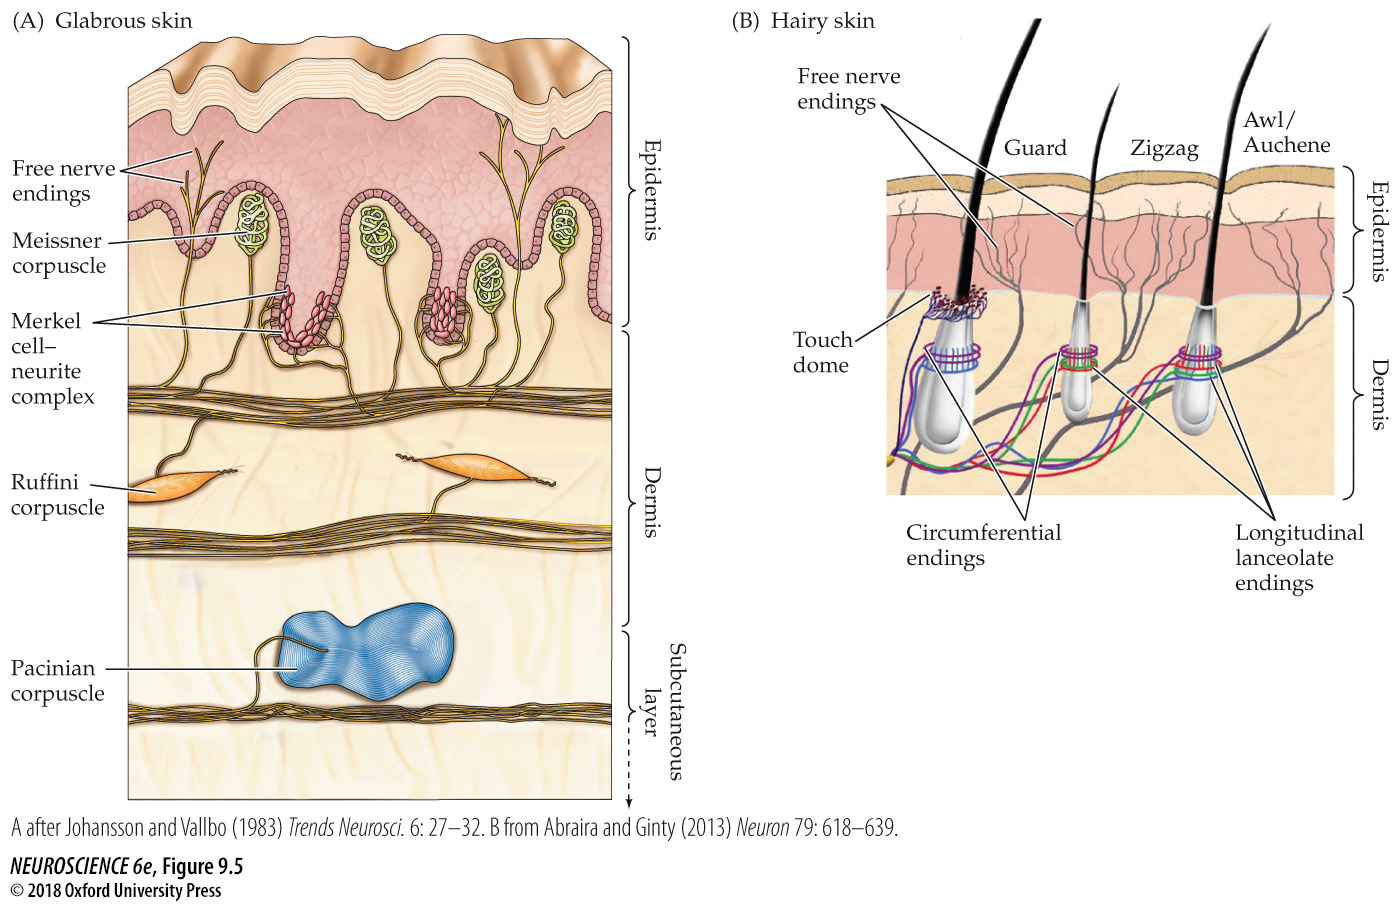 (A) Glabrous skin
Free nerve
endings
Meissner
corpuscle
Merkel
cell–
neurite
complex
Ruffini
corpuscle
Pacinian
corpuscle
Epidermis
Dermis
Subcutaneous
layer
(B) Hairy skin
Free nerve
endings
Guard
Zigzag
Awl/
Auchene
Touch
dome
Epidermis
Dermis
Circumferential
endings
Longitudinal
lanceolate
endings
A after Johansson and Vallbo (1983) Trends Neurosci. 6: 27–32. B from Abraira and Ginty (2013) Neuron 79: 618–639.
NEUROSCIENCE 6e, Figure 9.5
© 2018 Oxford University Press